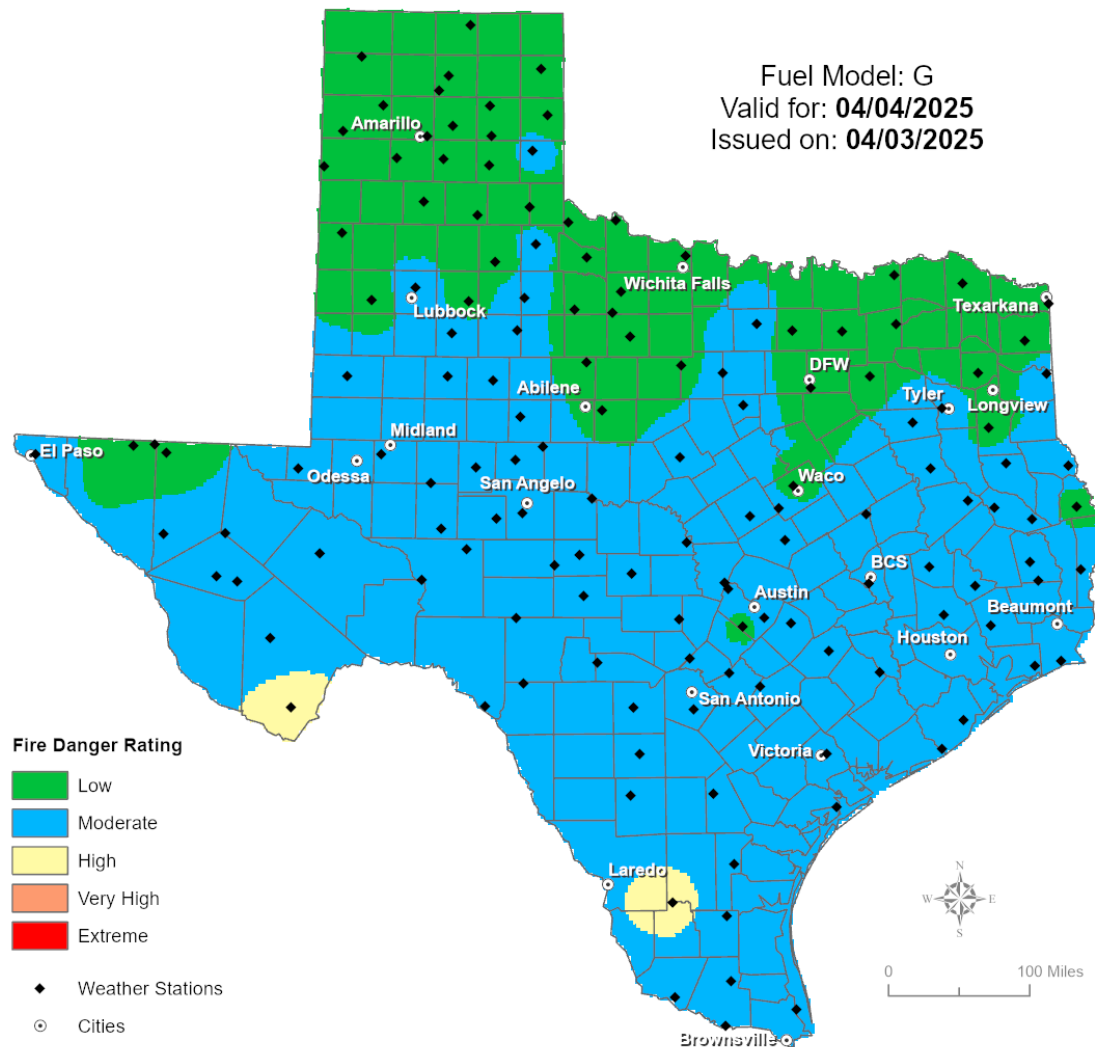 Fuel Model: G
Valid for: 04/04/2025
Issued on: 04/03/2025
Amarillo
Wichita Falls
Lubbock
Texarkana
DFW
Abilene
Tyler
Longview
Midland
El Paso
Odessa
Waco
San Angelo
BCS
Austin
Beaumont
Houston
San Antonio
Victoria
Laredo
Brownsville
Fire Danger Rating
Low
Moderate
High
Very High
Extreme
Weather Stations
Cities
N
W E
S
0 100 Miles